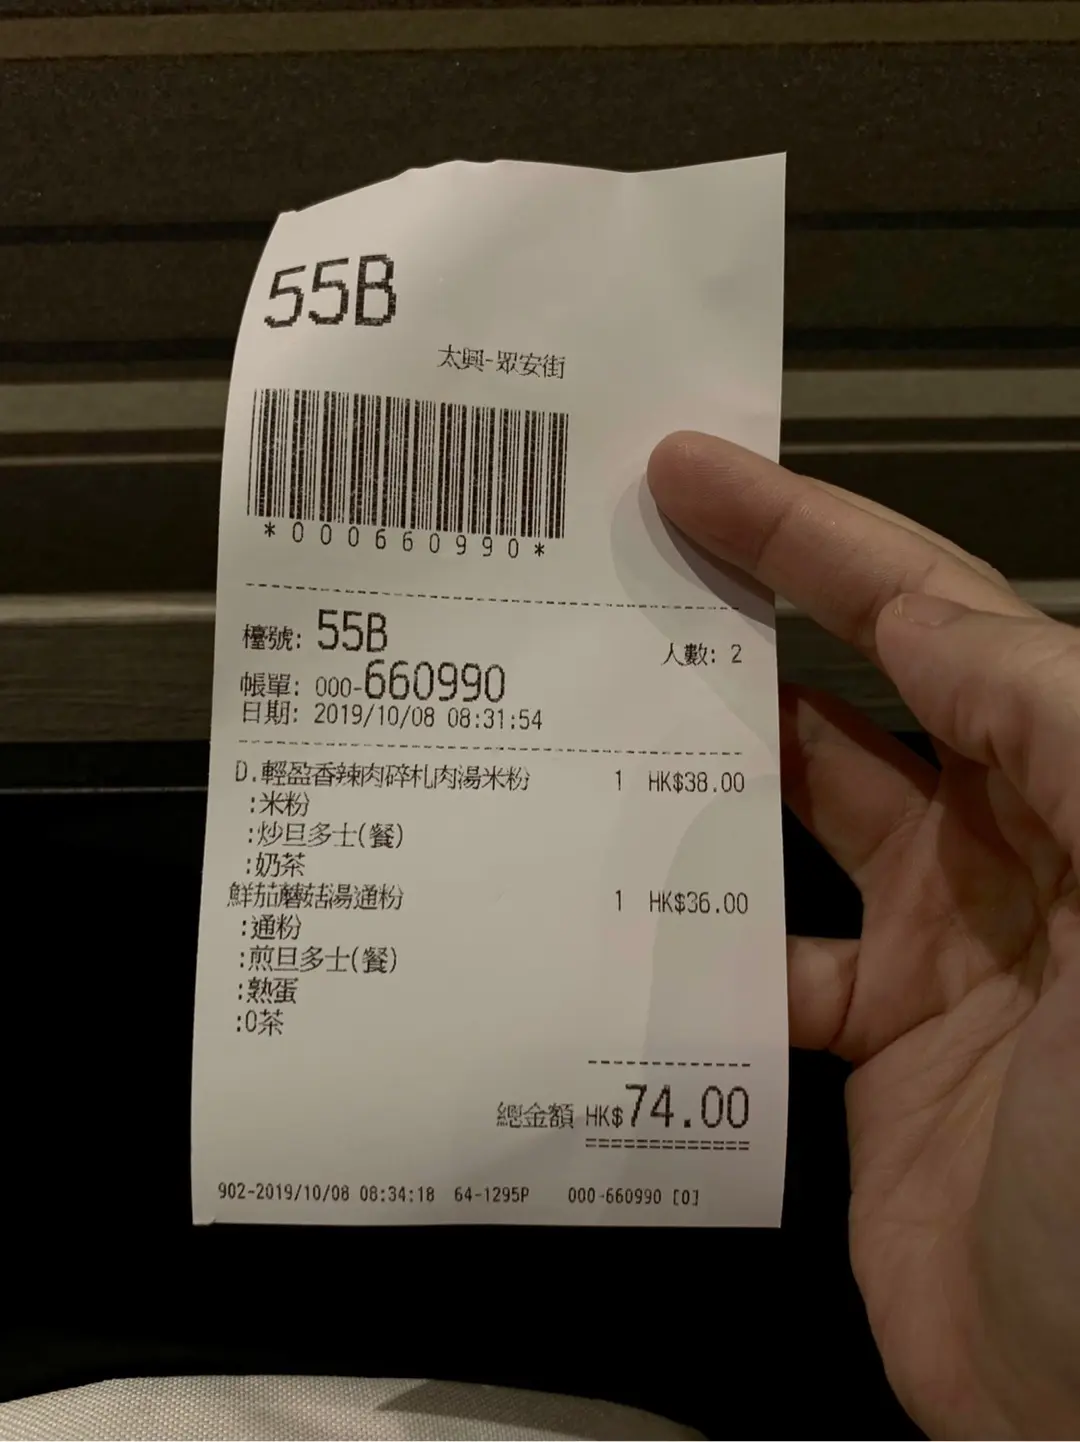 55B
太興-眾安街
*000660990*
檯號: 55B 人數: 2
帳單: 000-660990
日期: 2019/10/08 08:31:54
D.輕盈香辣肉碎札肉湯米粉 1 HK$38.00
:米粉
:炒旦多士(餐)
:奶茶
鮮茄蘑菇湯通粉 1 HK$36.00
:通粉
:煎旦多士(餐)
:熟蛋
:0茶
總金額 HK$74.00
902-2019/10/08 08:34:18 64-1295P 000-660990 [0]